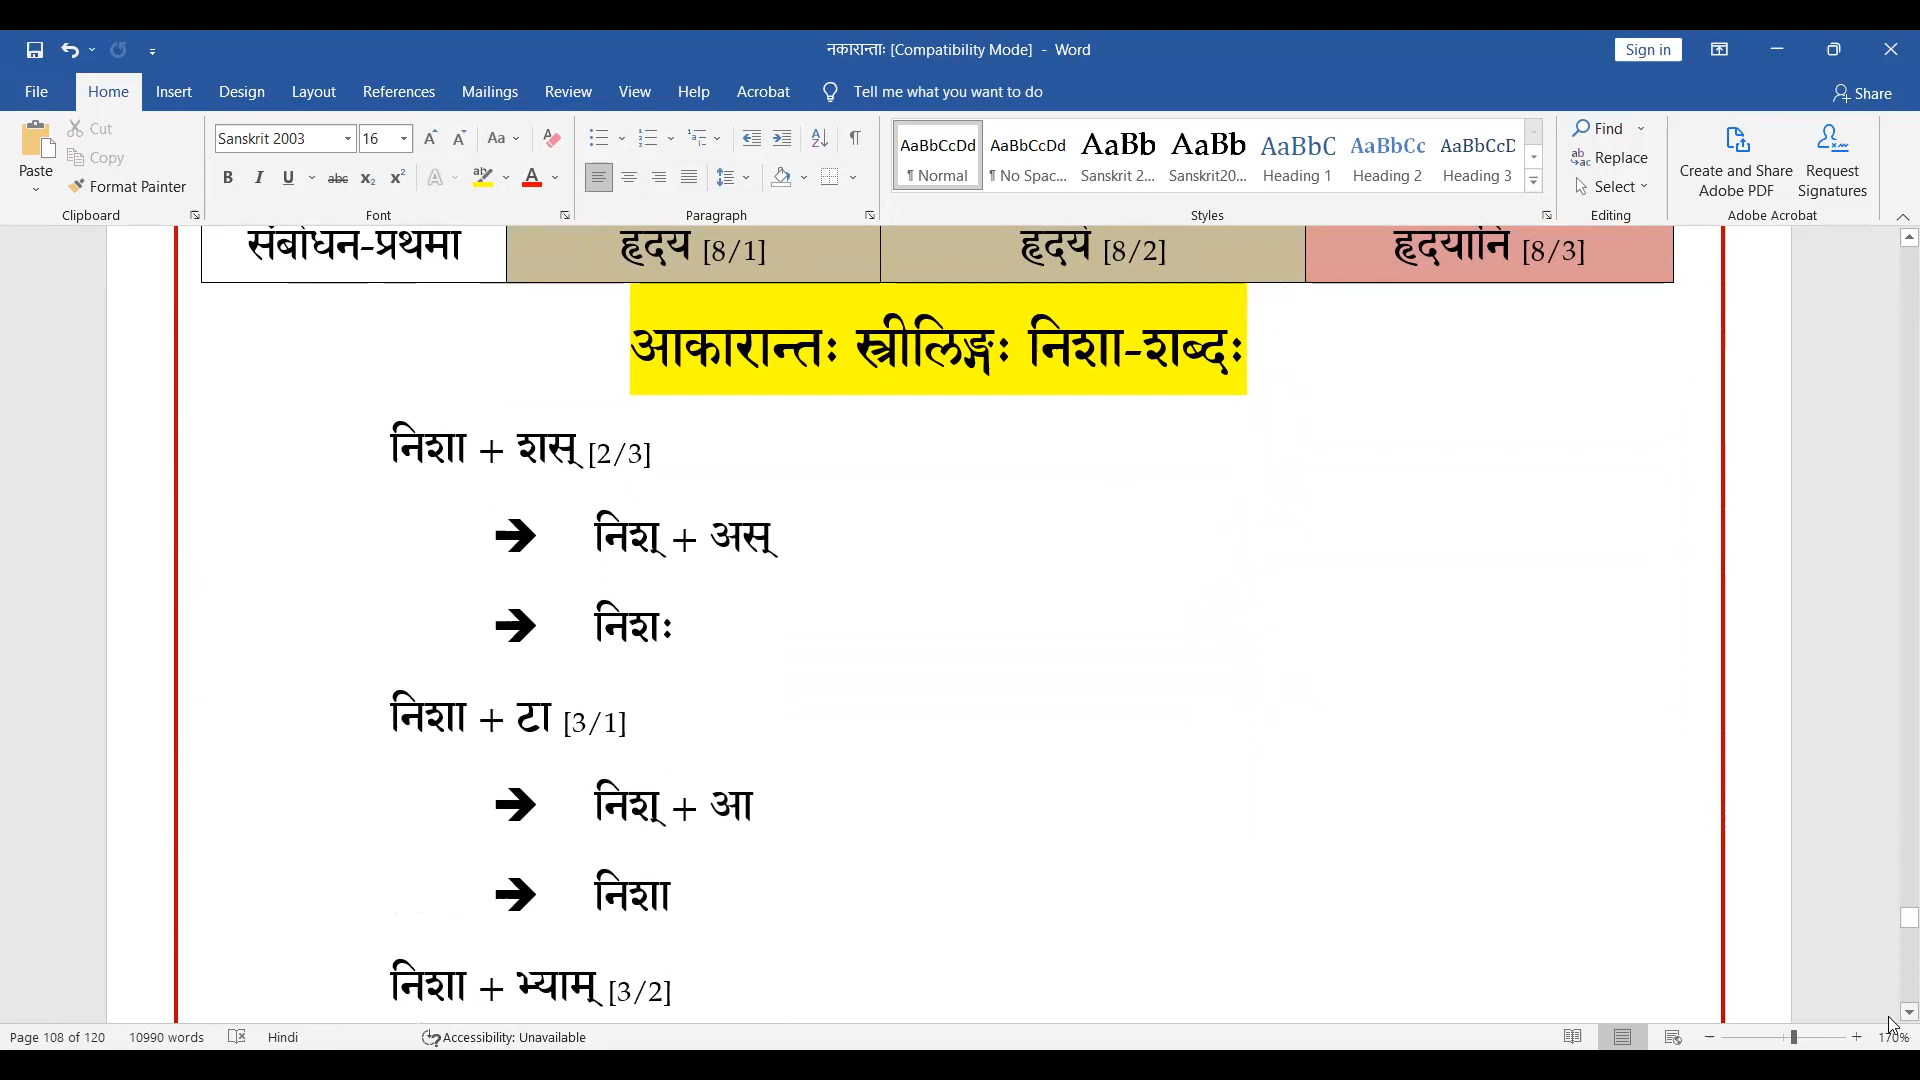 नकारान्ताः [Compatibility Mode] - Word
Sign in
File Home Insert Design Layout References Mailings Review View Help Acrobat Tell me what you want to do
Share
Paste
Cut
Copy
Format Painter
Clipboard
Sanskrit 2003 16
Font
Paragraph
AaBbCcDd AaBbCcDd AaBb AaBb AaBbC AaBbCc AaBbCcD
¶ Normal ¶ No Spac... Sanskrit 2... Sanskrit20... Heading 1 Heading 2 Heading 3
Styles
Find
Replace
Select
Editing
Create and Share Adobe PDF
Request Signatures
Adobe Acrobat
संबोधन-प्रथमा हृदय [8/1] हृदये [8/2] हृदयानि [8/3]
आकारान्तः स्त्रीलिङ्गः निशा-शब्दः
निशा + शस् [2/3]
➔ निश् + अस्
➔ निशः
निशा + टा [3/1]
➔ निश् + आ
➔ निशा
निशा + भ्याम् [3/2]
Page 108 of 120 10990 words Hindi Accessibility: Unavailable 170%